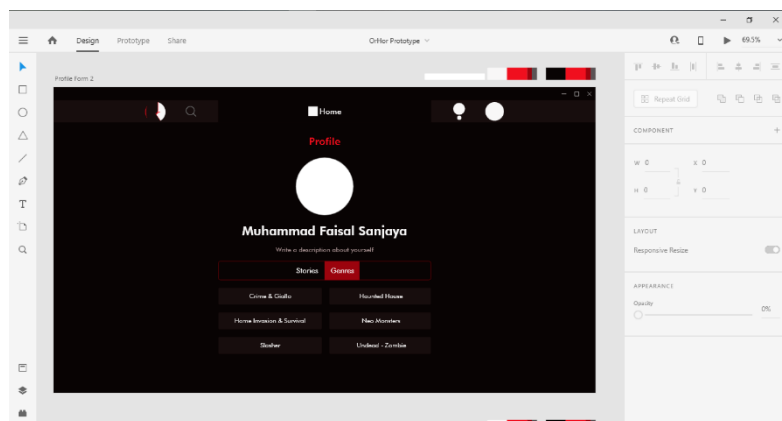 Design Prototype Share OrHor Prototype 69.5%
Profile Form 2
Home
Profile
Muhammad Faisal Sanjaya
Write a description about yourself
Stories Genres
Crime & Giallo Haunted House
Home Invasion & Survival Neo Monsters
Slasher Undead - Zombie
Repeat Grid
COMPONENT
W 0 X 0
H 0 Y 0
LAYOUT
Responsive Resize
APPEARANCE
Opacity
0%